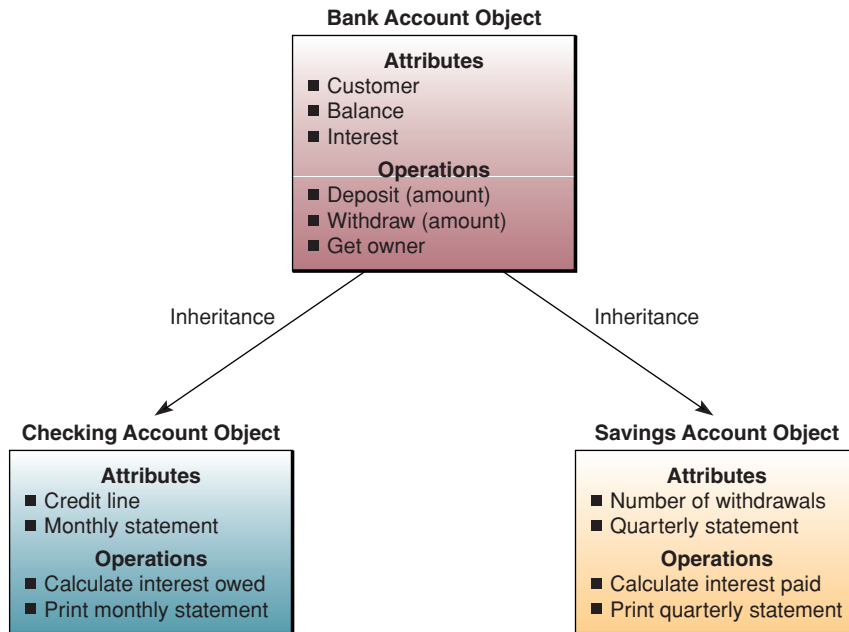 Bank Account Object
Attributes
■ Customer
■ Balance
■ Interest
Operations
■ Deposit (amount)
■ Withdraw (amount)
■ Get owner
Inheritance
Inheritance
Checking Account Object
Attributes
■ Credit line
■ Monthly statement
Operations
■ Calculate interest owed
■ Print monthly statement
Savings Account Object
Attributes
■ Number of withdrawals
■ Quarterly statement
Operations
■ Calculate interest paid
■ Print quarterly statement